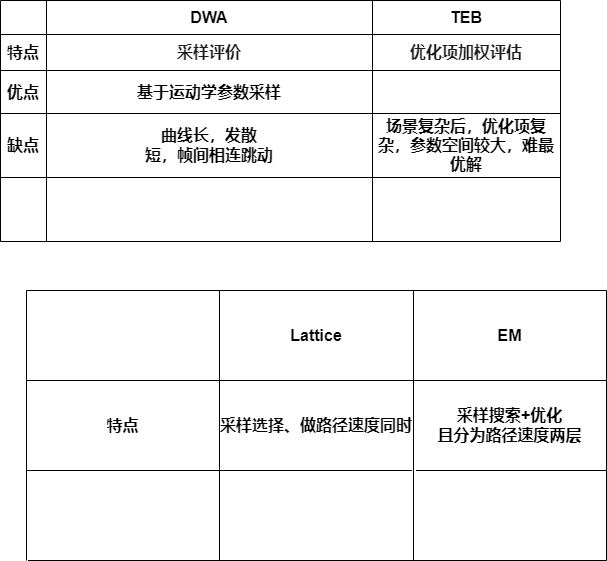 DWA TEB
特点 采样评价 优化项加权评估
优点 基于运动学参数采样
缺点
曲线长，发散
短，帧间相连跳动
场景复杂后，优化项复
杂，参数空间较大，难最
优解
Lattice EM
特点 采样选择、做路径速度同时
采样搜索+优化
且分为路径速度两层